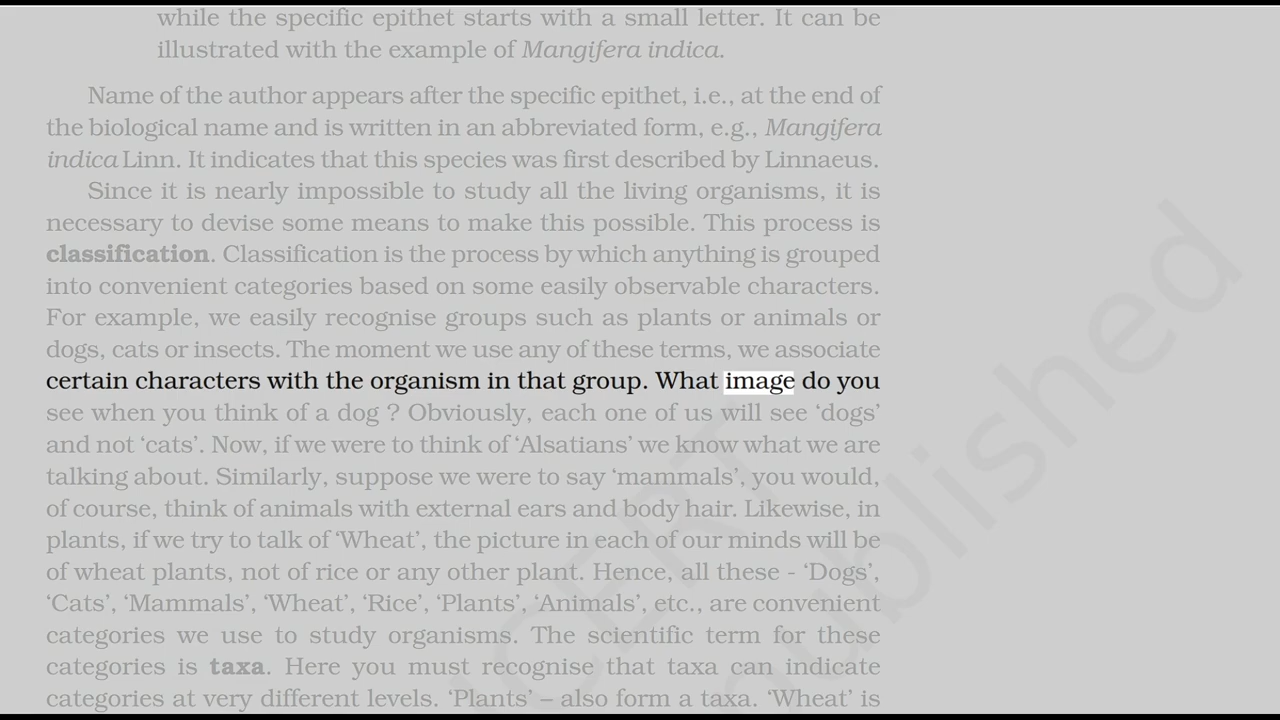 while the specific epithet starts with a small letter. It can be
illustrated with the example of Mangifera indica.
Name of the author appears after the specific epithet, i.e., at the end of
the biological name and is written in an abbreviated form, e.g., Mangifera
indica Linn. It indicates that this species was first described by Linnaeus.
Since it is nearly impossible to study all the living organisms, it is
necessary to devise some means to make this possible. This process is
classification. Classification is the process by which anything is grouped
into convenient categories based on some easily observable characters.
For example, we easily recognise groups such as plants or animals or
dogs, cats or insects. The moment we use any of these terms, we associate
certain characters with the organism in that group. What image do you
see when you think of a dog ? Obviously, each one of us will see ‘dogs’
and not ‘cats’. Now, if we were to think of ‘Alsatians’ we know what we are
talking about. Similarly, suppose we were to say ‘mammals’, you would,
of course, think of animals with external ears and body hair. Likewise, in
plants, if we try to talk of ‘Wheat’, the picture in each of our minds will be
of wheat plants, not of rice or any other plant. Hence, all these - ‘Dogs’,
‘Cats’, ‘Mammals’, ‘Wheat’, ‘Rice’, ‘Plants’, ‘Animals’, etc., are convenient
categories we use to study organisms. The scientific term for these
categories is taxa. Here you must recognise that taxa can indicate
categories at very different levels. ‘Plants’ – also form a taxa. ‘Wheat’ is